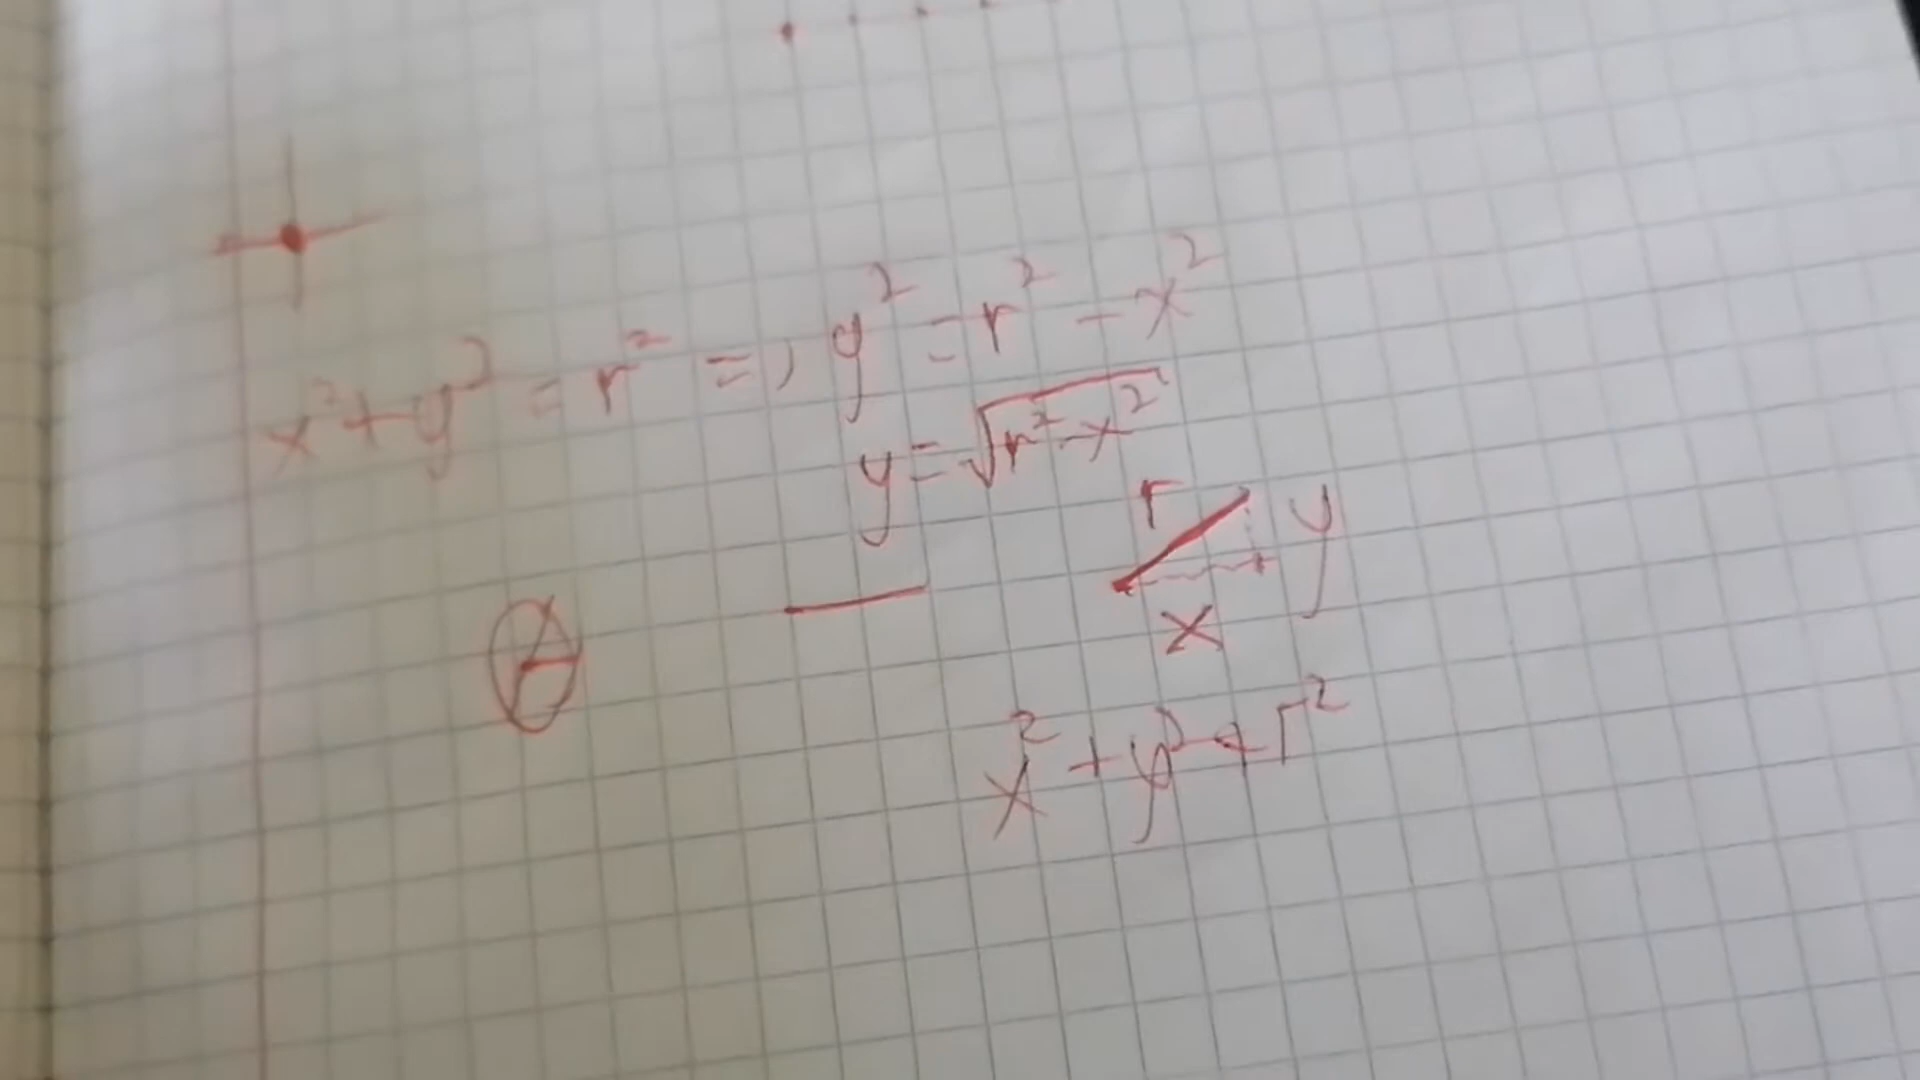 x²+y²=r² => y²=r²-x²
y=√r²-x²
r
y
x
x²+y²=r²